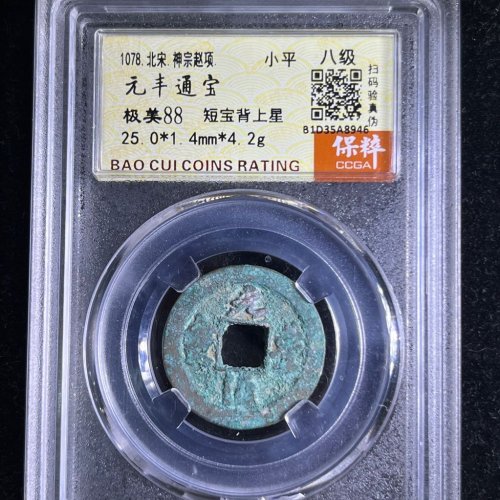 1078.北宋.神宗赵顼. 小平 八级
元丰通宝
极美88 短宝背上星
25.0*1.4mm*4.2g
B1D35A8946
扫码验真伪
保粹
CCGA
BAO CUI COINS RATING
元